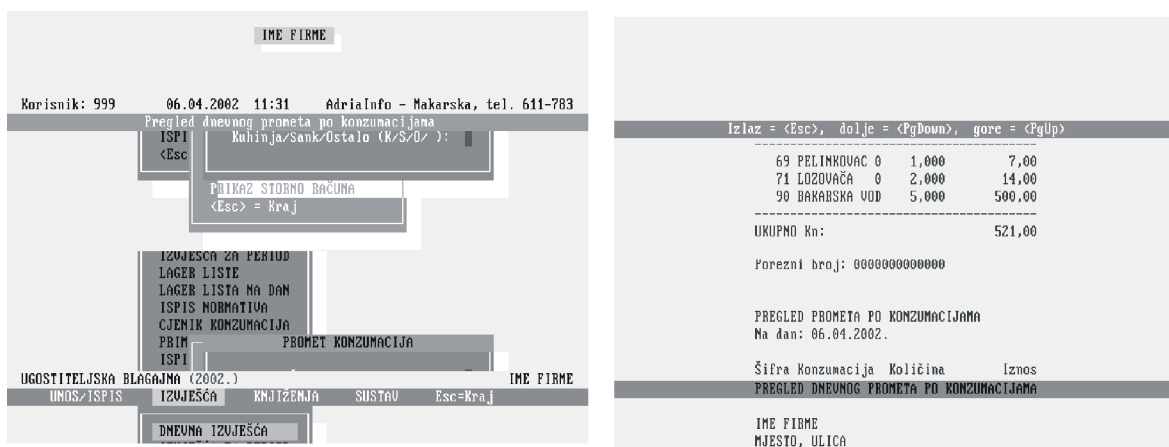 IME FIRME
Korisnik: 999 06.04.2002 11:31 AdriaInfo - Makarska, tel. 611-783
Pregled dnevnog prometa po konzumacijama
ISPI Kuhinja/Sank/Ostalo (K/S/O/ ):
<Esc
PRIKAZ STORNO RAČUNA
<Esc> = Kraj
IZVJEŠĆA ZA PERIOD
LAGER LISTE
LAGER LISTA NA DAN
ISPIS NORMATIVA
CJENIK KONZUMACIJA
PRIM PROMET KONZUMACIJA
ISPI
UGOSTITELJSKA BLAGAJNA (2002.) IME FIRME
UNOS/ISPIS IZVJEŠĆA KNJIŽENJA SUSTAV Esc=Kraj
DNEVNA IZVJEŠĆA
Izlaz = <Esc>, dolje = <PgDown>, gore = <PgUp>
69 PELINKOVAC 0 1,000 7,00
71 LOZOVAČA 0 2,000 14,00
90 BAKARSKA VOD 5,000 500,00
UKUPNO Kn: 521,00
Porezni broj: 0000000000000
PREGLED PROMETA PO KONZUMACIJAMA
Na dan: 06.04.2002.
Šifra Konzumacija Količina Iznos
PREGLED DNEVNOG PROMETA PO KONZUMACIJAMA
IME FIRME
MJESTO, ULICA